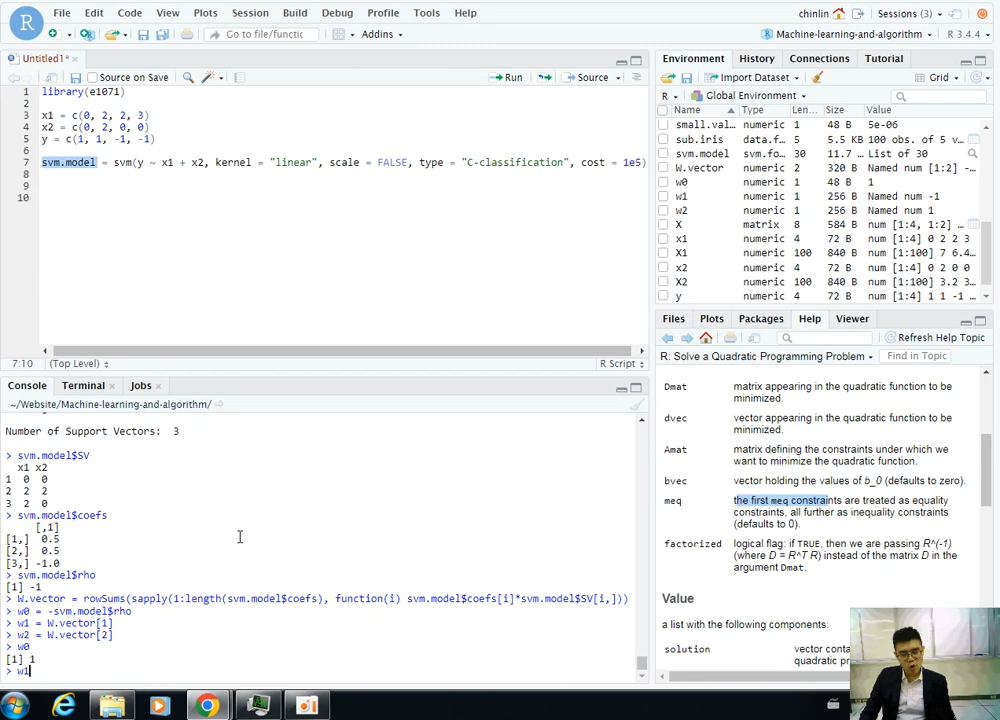 R
File Edit Code View Plots Session Build Debug Profile Tools Help
chinlin Sessions (3)
Go to file/functic Addins
Machine-learning-and-algorithm R 3.4.4
Untitled1*
Source on Save Run Source
1 library(e1071)
2
3 x1 = c(0, 2, 2, 3)
4 x2 = c(0, 2, 0, 0)
5 y = c(1, 1, -1, -1)
6
7 svm.model = svm(y ~ x1 + x2, kernel = "linear", scale = FALSE, type = "C-classification", cost = 1e5)
8
9
10
7:10 (Top Level) R Script
Environment History Connections Tutorial
Import Dataset Grid
R Global Environment
Name Type Len... Size Value
small.val... numeric 1 48 B 5e-06
sub.iris data.f... 5 5.5 KB 100 obs. of 5 v...
svm.model svm.fo... 30 11.7 ... List of 30
W.vector numeric 2 320 B Named num [1:2] -...
w0 numeric 1 48 B 1
w1 numeric 1 256 B Named num -1
w2 numeric 1 256 B Named num 1
X matrix 8 584 B num [1:4, 1:2] ...
x1 numeric 4 72 B num [1:4] 0 2 2 3
X1 numeric 100 840 B num [1:100] 7 6.4...
x2 numeric 4 72 B num [1:4] 0 2 0 0
X2 numeric 100 840 B num [1:100] 3.2 3...
y numeric 4 72 B num [1:4] 1 1 -1 ...
Console Terminal Jobs
~/Website/Machine-learning-and-algorithm/
Number of Support Vectors: 3
> svm.model$SV
x1 x2
1 0 0
2 2 2
3 2 0
> svm.model$coefs
[,1]
[1,] 0.5
[2,] 0.5
[3,] -1.0
> svm.model$rho
[1] -1
> W.vector = rowSums(sapply(1:length(svm.model$coefs), function(i) svm.model$coefs[i]*svm.model$SV[i,]))
> w0 = -svm.model$rho
> w1 = W.vector[1]
> w2 = W.vector[2]
> w0
[1] 1
> w1
Files Plots Packages Help Viewer
Refresh Help Topic
R: Solve a Quadratic Programming Problem Find in Topic
Dmat matrix appearing in the quadratic function to be
minimized.
dvec vector appearing in the quadratic function to be
minimized.
Amat matrix defining the constraints under which we
want to minimize the quadratic function.
bvec vector holding the values of b_0 (defaults to zero).
meq the first meq constraints are treated as equality
constraints, all further as inequality constraints
(defaults to 0).
factorized logical flag: if TRUE, then we are passing R^(-1)
(where D = R^T R) instead of the matrix D in the
argument Dmat.
Value
a list with the following components:
solution vector conta
quadratic pro